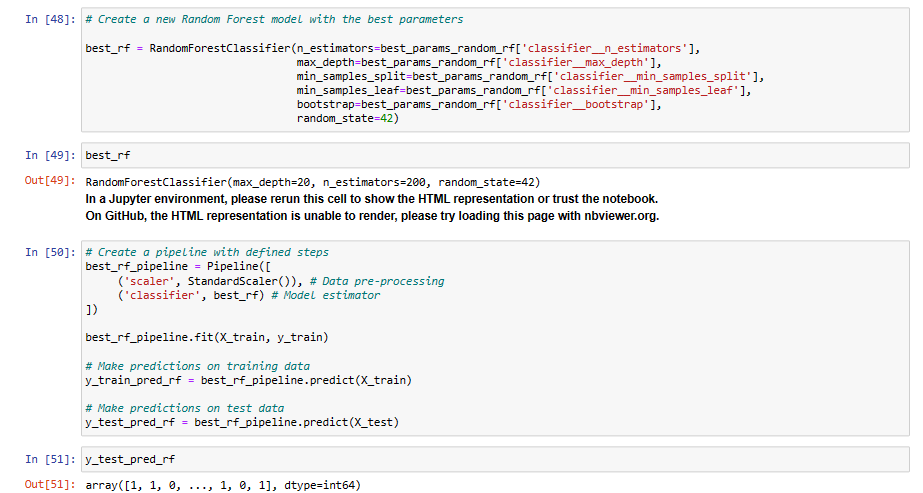 In [48]: # Create a new Random Forest model with the best parameters
best_rf = RandomForestClassifier(n_estimators=best_params_random_rf['classifier__n_estimators'],
max_depth=best_params_random_rf['classifier__max_depth'],
min_samples_split=best_params_random_rf['classifier__min_samples_split'],
min_samples_leaf=best_params_random_rf['classifier__min_samples_leaf'],
bootstrap=best_params_random_rf['classifier__bootstrap'],
random_state=42)
In [49]: best_rf
Out[49]: RandomForestClassifier(max_depth=20, n_estimators=200, random_state=42)
In a Jupyter environment, please rerun this cell to show the HTML representation or trust the notebook.
On GitHub, the HTML representation is unable to render, please try loading this page with nbviewer.org.
In [50]: # Create a pipeline with defined steps
best_rf_pipeline = Pipeline([
('scaler', StandardScaler()), # Data pre-processing
('classifier', best_rf) # Model estimator
])
best_rf_pipeline.fit(X_train, y_train)
# Make predictions on training data
y_train_pred_rf = best_rf_pipeline.predict(X_train)
# Make predictions on test data
y_test_pred_rf = best_rf_pipeline.predict(X_test)
In [51]: y_test_pred_rf
Out[51]: array([1, 1, 0, ..., 1, 0, 1], dtype=int64)